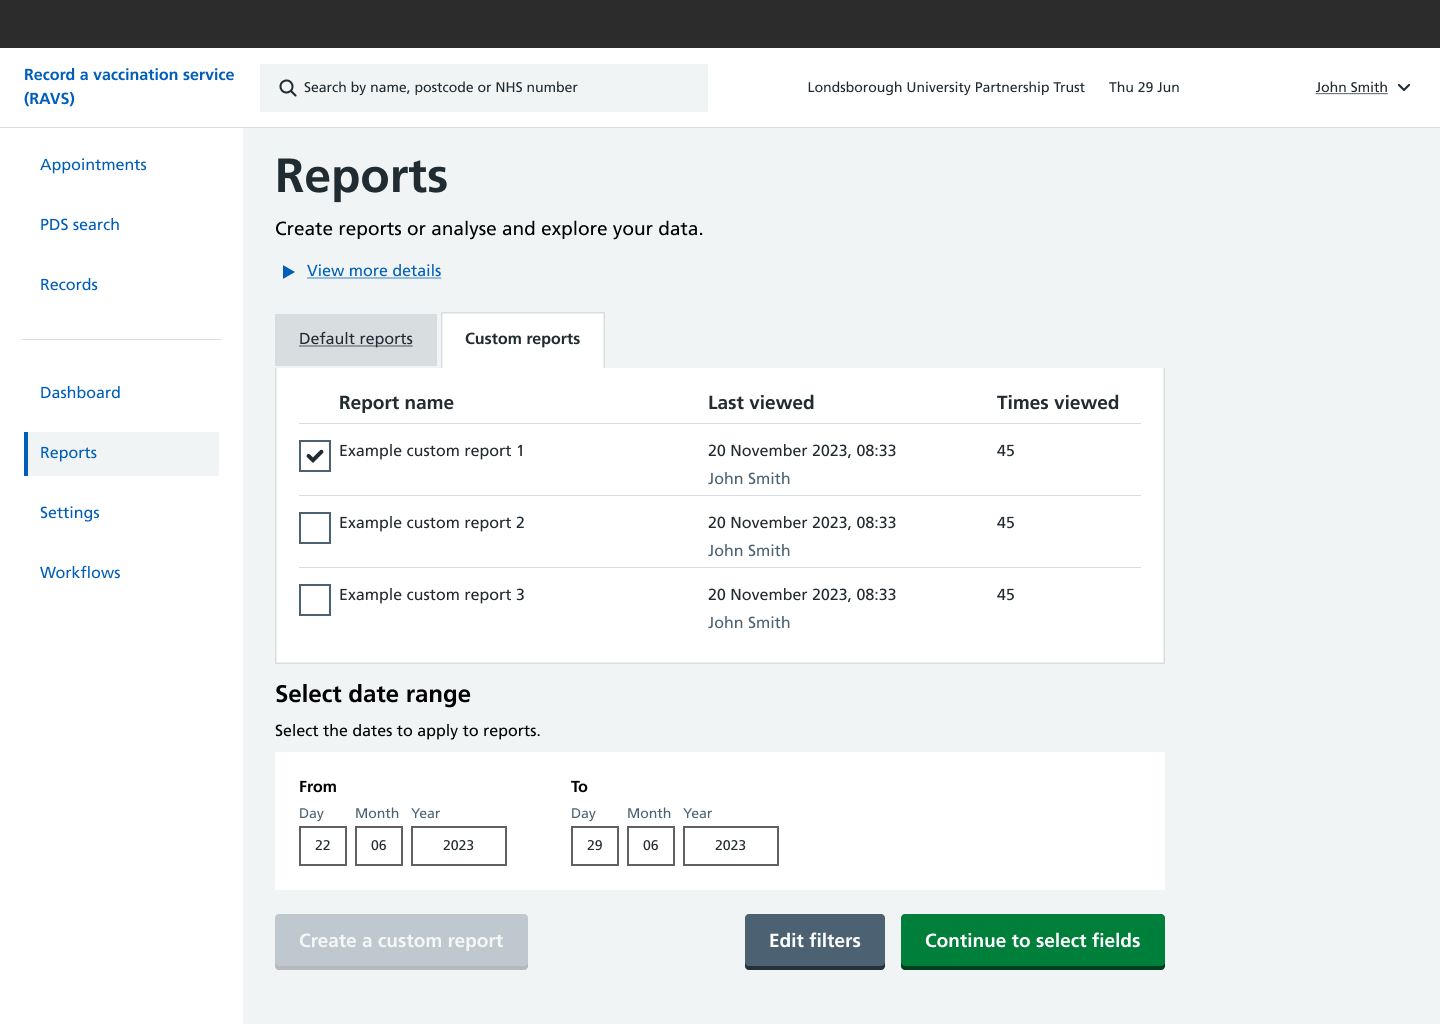 Record a vaccination service
(RAVS)
Search by name, postcode or NHS number
Londsborough University Partnership Trust
Thu 29 Jun
John Smith
Appointments
PDS search
Records
Dashboard
Reports
Settings
Workflows
Reports
Create reports or analyse and explore your data.
View more details
Default reports
Custom reports
Report name Last viewed Times viewed
Example custom report 1 20 November 2023, 08:33 45
John Smith
Example custom report 2 20 November 2023, 08:33 45
John Smith
Example custom report 3 20 November 2023, 08:33 45
John Smith
Select date range
Select the dates to apply to reports.
From To
Day Month Year Day Month Year
22 06 2023 29 06 2023
Create a custom report
Edit filters
Continue to select fields